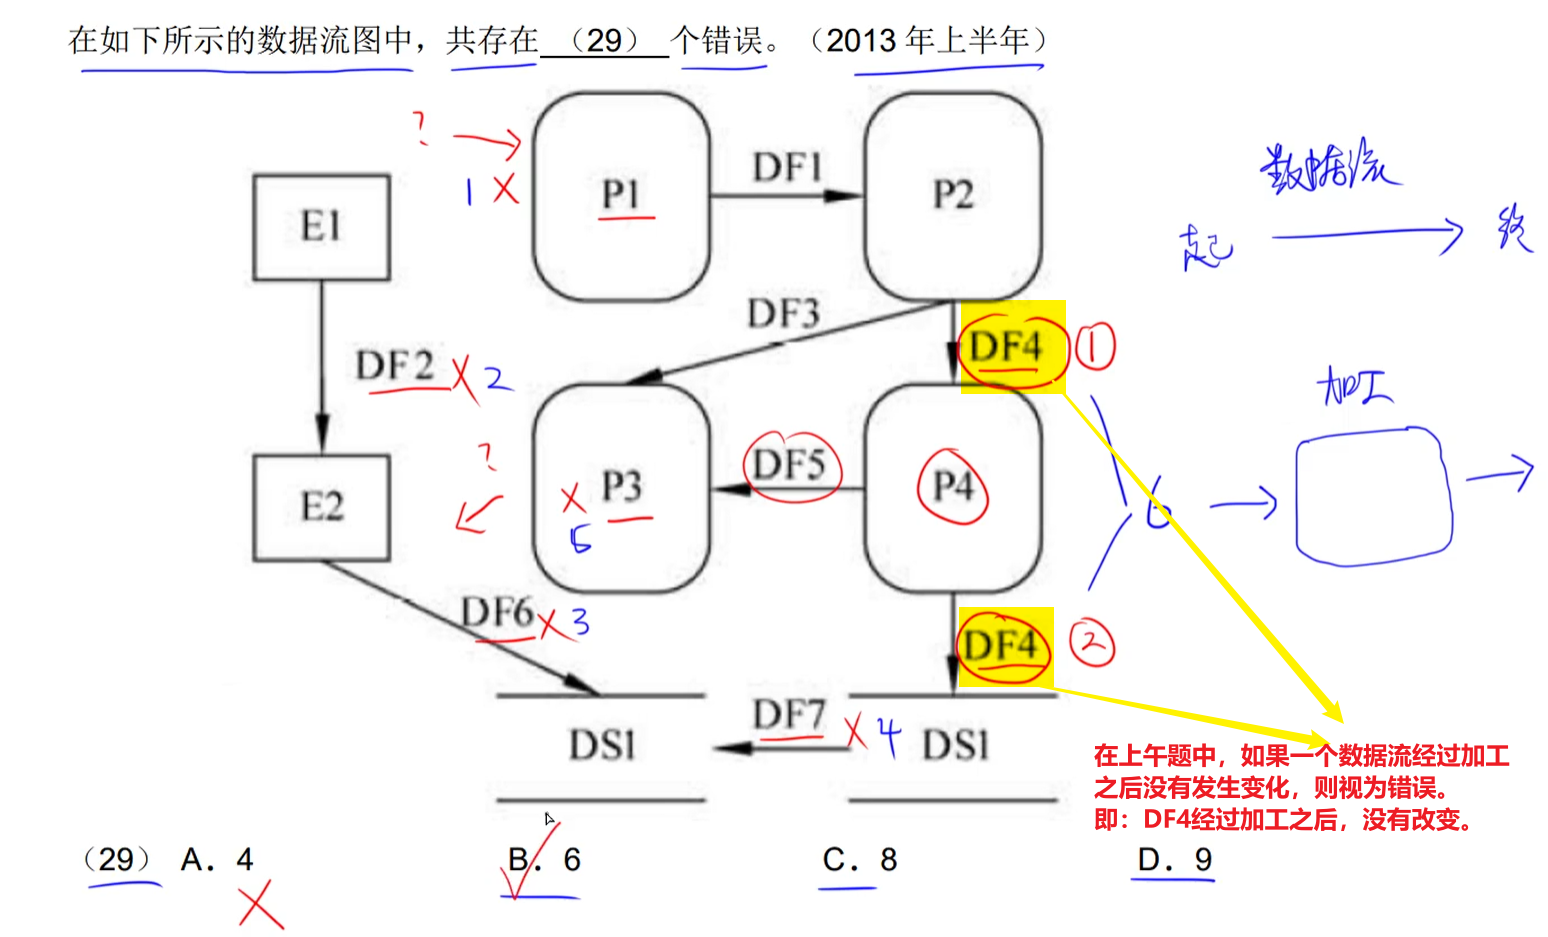 在如下所示的数据流图中，共存在 （29） 个错误。（2013 年上半年）
?
1 X
P1
DF1
P2
数据流
起
终
E1
DF3
DF4
①
DF2
X 2
加工
?
E2
X
P3
5
DF5
P4
6
DF6
X 3
DF4
②
DS1
DF7
X 4
DS1
在上午题中，如果一个数据流经过加工
之后没有发生变化，则视为错误。
即：DF4经过加工之后，没有改变。
（29） A．4 B．6 C．8 D．9